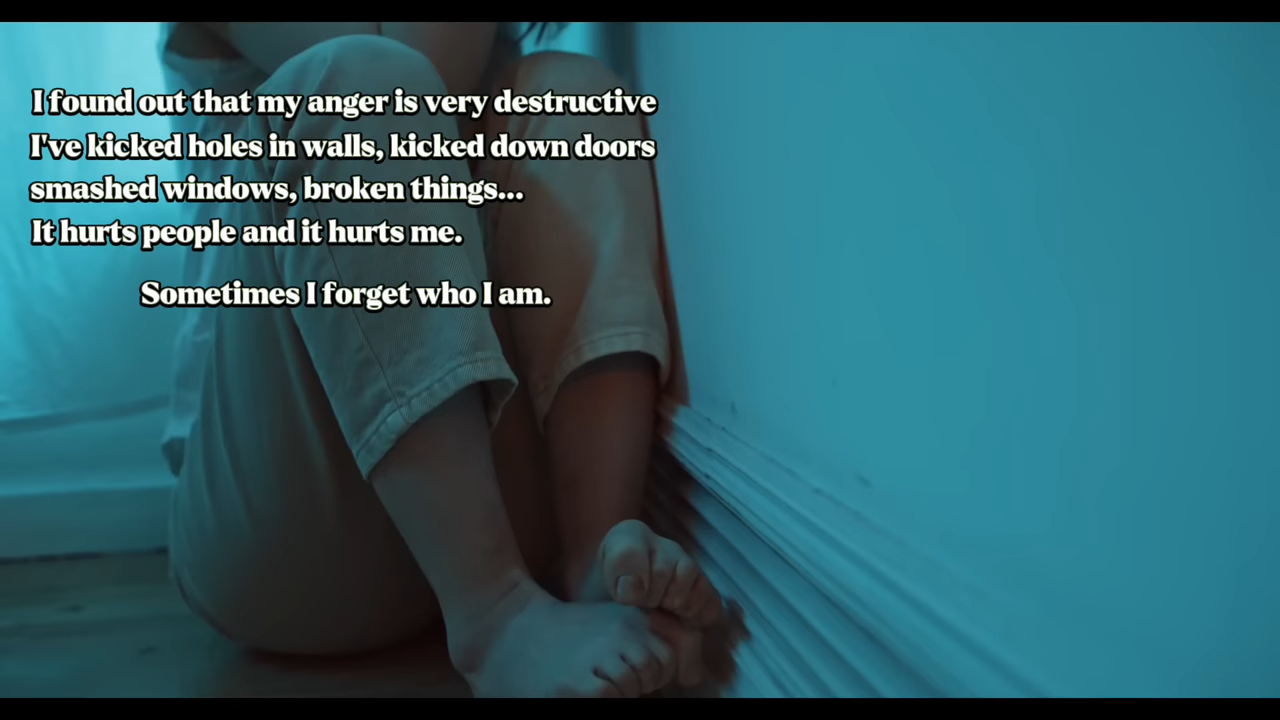 I found out that my anger is very destructive
I've kicked holes in walls, kicked down doors
smashed windows, broken things...
It hurts people and it hurts me.
Sometimes I forget who I am.